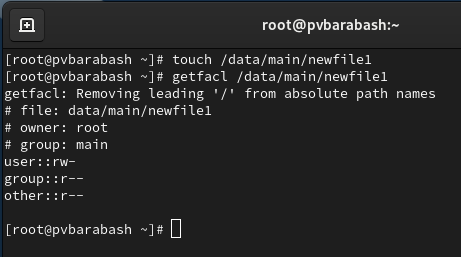 root@pvbarabash:~
[root@pvbarabash ~]# touch /data/main/newfile1
[root@pvbarabash ~]# getfacl /data/main/newfile1
getfacl: Removing leading '/' from absolute path names
# file: data/main/newfile1
# owner: root
# group: main
user::rw-
group::r--
other::r--
[root@pvbarabash ~]#